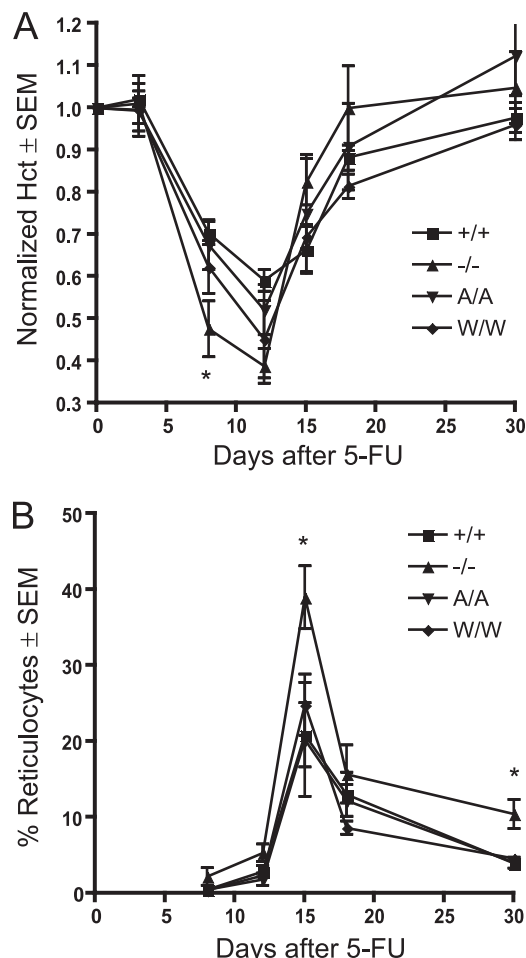 A
Normalized Hct ± SEM
1.2
1.1
1.0
0.9
0.8
0.7
0.6
0.5
0.4
0.3
*
+/+
-/-
A/A
W/W
0 5 10 15 20 25 30
Days after 5-FU
B
% Reticulocytes ± SEM
50
40
30
20
10
0
*
*
+/+
-/-
A/A
W/W
0 5 10 15 20 25 30
Days after 5-FU